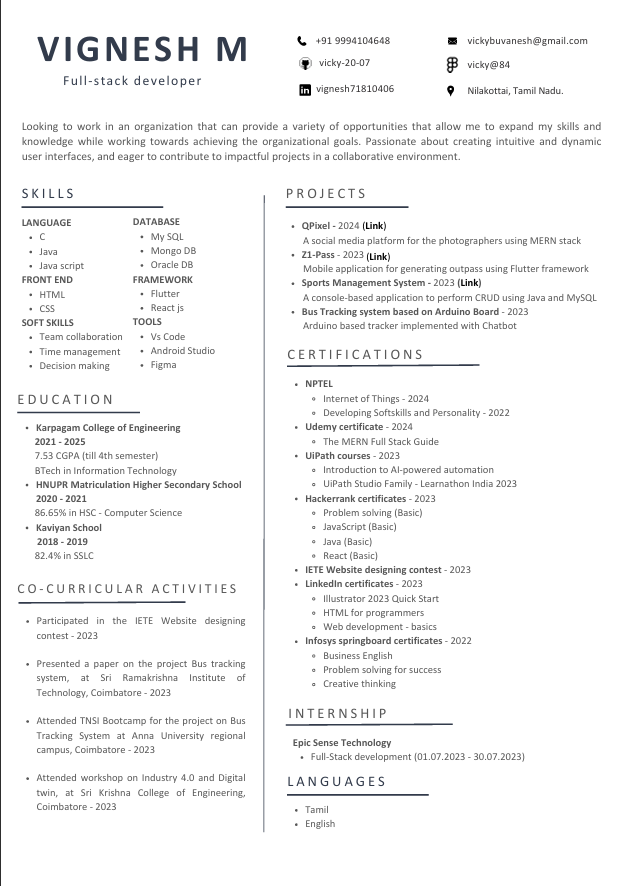 VIGNESH M
Full-stack developer
+91 9994104648
vickybuvanesh@gmail.com
vicky-20-07
vicky@84
vignesh71810406
Nilakottai, Tamil Nadu.
Looking to work in an organization that can provide a variety of opportunities that allow me to expand my skills and
knowledge while working towards achieving the organizational goals. Passionate about creating intuitive and dynamic
user interfaces, and eager to contribute to impactful projects in a collaborative environment.
SKILLS
LANGUAGE
• C
• Java
• Java script
FRONT END
• HTML
• CSS
SOFT SKILLS
• Team collaboration
• Time management
• Decision making
DATABASE
• My SQL
• Mongo DB
• Oracle DB
FRAMEWORK
• Flutter
• React js
TOOLS
• Vs Code
• Android Studio
• Figma
EDUCATION
• Karpagam College of Engineering
2021 - 2025
7.53 CGPA (till 4th semester)
BTech in Information Technology
• HNUPR Matriculation Higher Secondary School
2020 - 2021
86.65% in HSC - Computer Science
• Kaviyan School
2018 - 2019
82.4% in SSLC
CO-CURRICULAR ACTIVITIES
• Participated in the IETE Website designing
contest - 2023
• Presented a paper on the project Bus tracking
system, at Sri Ramakrishna Institute of
Technology, Coimbatore - 2023
• Attended TNSI Bootcamp for the project on Bus
Tracking System at Anna University regional
campus, Coimbatore - 2023
• Attended workshop on Industry 4.0 and Digital
twin, at Sri Krishna College of Engineering,
Coimbatore - 2023
PROJECTS
• QPixel - 2024 (Link)
A social media platform for the photographers using MERN stack
• Z1-Pass - 2023 (Link)
Mobile application for generating outpass using Flutter framework
• Sports Management System - 2023 (Link)
A console-based application to perform CRUD using Java and MySQL
• Bus Tracking system based on Arduino Board - 2023
Arduino based tracker implemented with Chatbot
CERTIFICATIONS
• NPTEL
Internet of Things - 2024
Developing Softskills and Personality - 2022
• Udemy certificate - 2024
The MERN Full Stack Guide
• UiPath courses - 2023
Introduction to AI-powered automation
UiPath Studio Family - Learnathon India 2023
• Hackerrank certificates - 2023
Problem solving (Basic)
JavaScript (Basic)
Java (Basic)
React (Basic)
• IETE Website designing contest - 2023
• LinkedIn certificates - 2023
Illustrator 2023 Quick Start
HTML for programmers
Web development - basics
• Infosys springboard certificates - 2022
Business English
Problem solving for success
Creative thinking
INTERNSHIP
Epic Sense Technology
• Full-Stack development (01.07.2023 - 30.07.2023)
LANGUAGES
• Tamil
• English